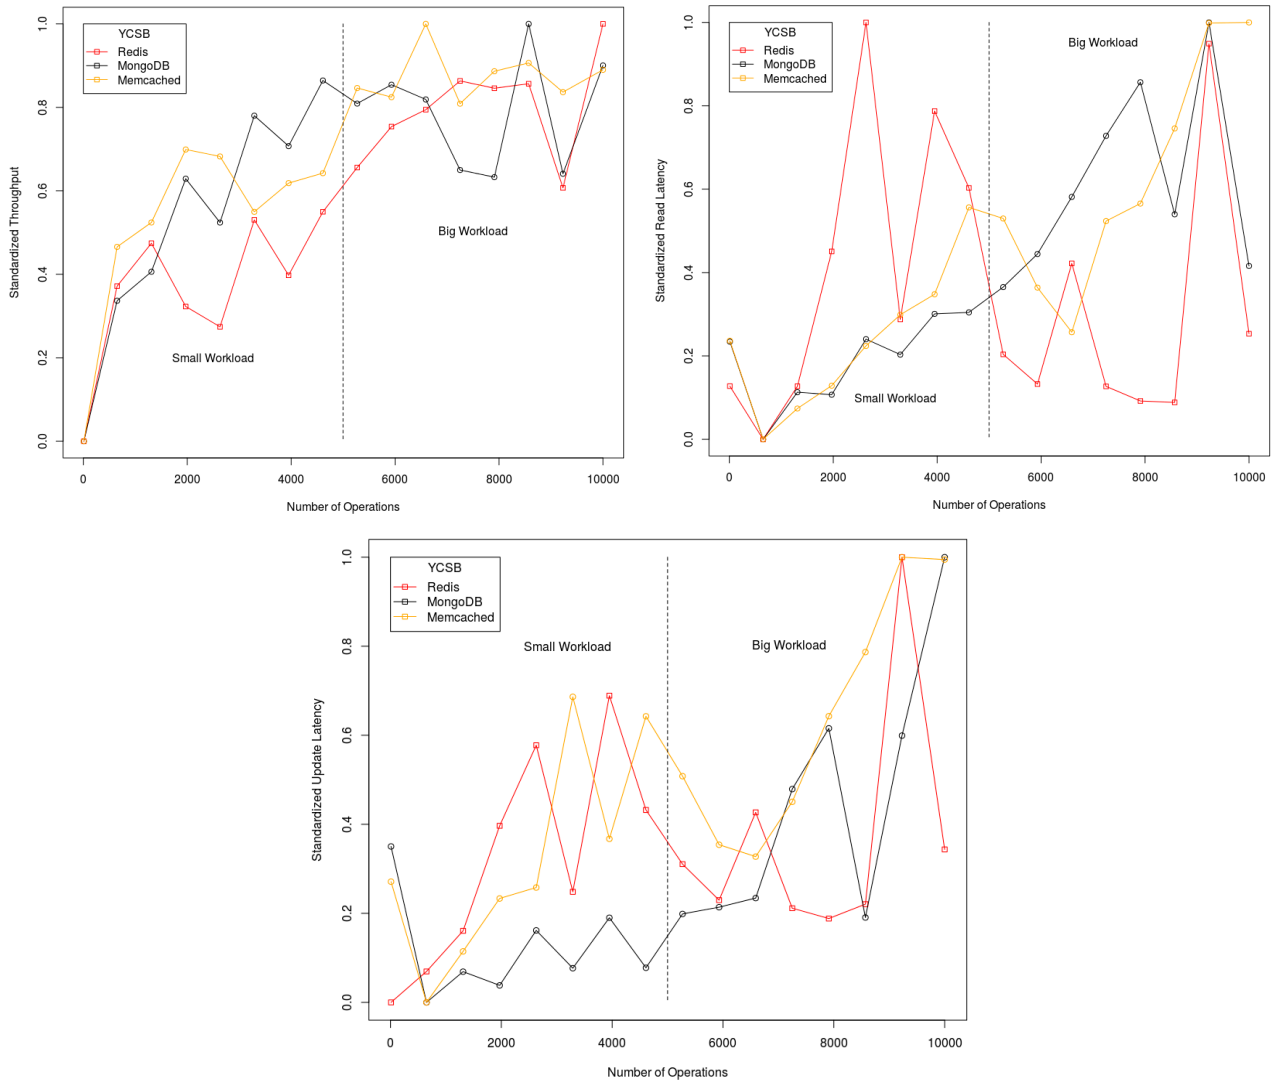 YCSB
Redis
MongoDB
Memcached
Small Workload
Big Workload
Standardized Throughput
0.0
0.2
0.4
0.6
0.8
1.0
0 2000 4000 6000 8000 10000
Number of Operations
YCSB
Redis
MongoDB
Memcached
Big Workload
Small Workload
Standardized Read Latency
0.0
0.2
0.4
0.6
0.8
1.0
0 2000 4000 6000 8000 10000
Number of Operations
YCSB
Redis
MongoDB
Memcached
Small Workload
Big Workload
Standardized Update Latency
0.0
0.2
0.4
0.6
0.8
1.0
0 2000 4000 6000 8000 10000
Number of Operations